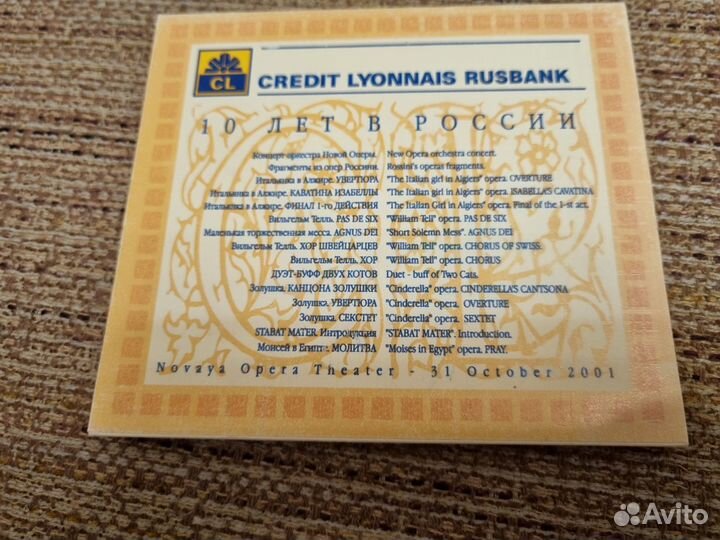 CL
CREDIT LYONNAIS RUSBANK
10 ЛЕТ В РОССИИ
Концерт оркестра Новой Оперы. New Opera orchestra concert.
Фрагменты из опер Россини. Rossini's operas fragments.
Итальянка в Алжире. УВЕРТЮРА "The Italian girl in Algiers" opera. OVERTURE
Итальянка в Алжире. КАВАТИНА ИЗАБЕЛЛЫ "The Italian girl in Algiers" opera. ISABELLA'S CAVATINA
Итальянка в Алжире. ФИНАЛ 1-го ДЕЙСТВИЯ "The Italian Girl in Algiers" opera. Final of the 1-st act.
Вильгельм Телль. PAS DE SIX "William Tell" opera. PAS DE SIX
Маленькая торжественная месса. AGNUS DEI "Short Solemn Mess". AGNUS DEI
Вильгельм Телль. ХОР ШВЕЙЦАРЦЕВ "William Tell" opera. CHORUS OF SWISS.
Вильгельм Телль. ХОР "William Tell" opera. CHORUS
ДУЭТ-БУФФ ДВУХ КОТОВ Duet - buff of Two Cats.
Золушка. КАНЦОНА ЗОЛУШКИ "Cinderella" opera. CINDERELLA'S CANTSONA
Золушка. УВЕРТЮРА "Cinderella" opera. OVERTURE
Золушка. СЕКСТЕТ "Cinderella" opera. SEXTET
STABAT MATER. Интродукция "STABAT MATER". Introduction.
Моисей в Египте. МОЛИТВА "Moises in Egypt" opera. PRAY.
Novaya Opera Theater - 31 October 2001
Avito